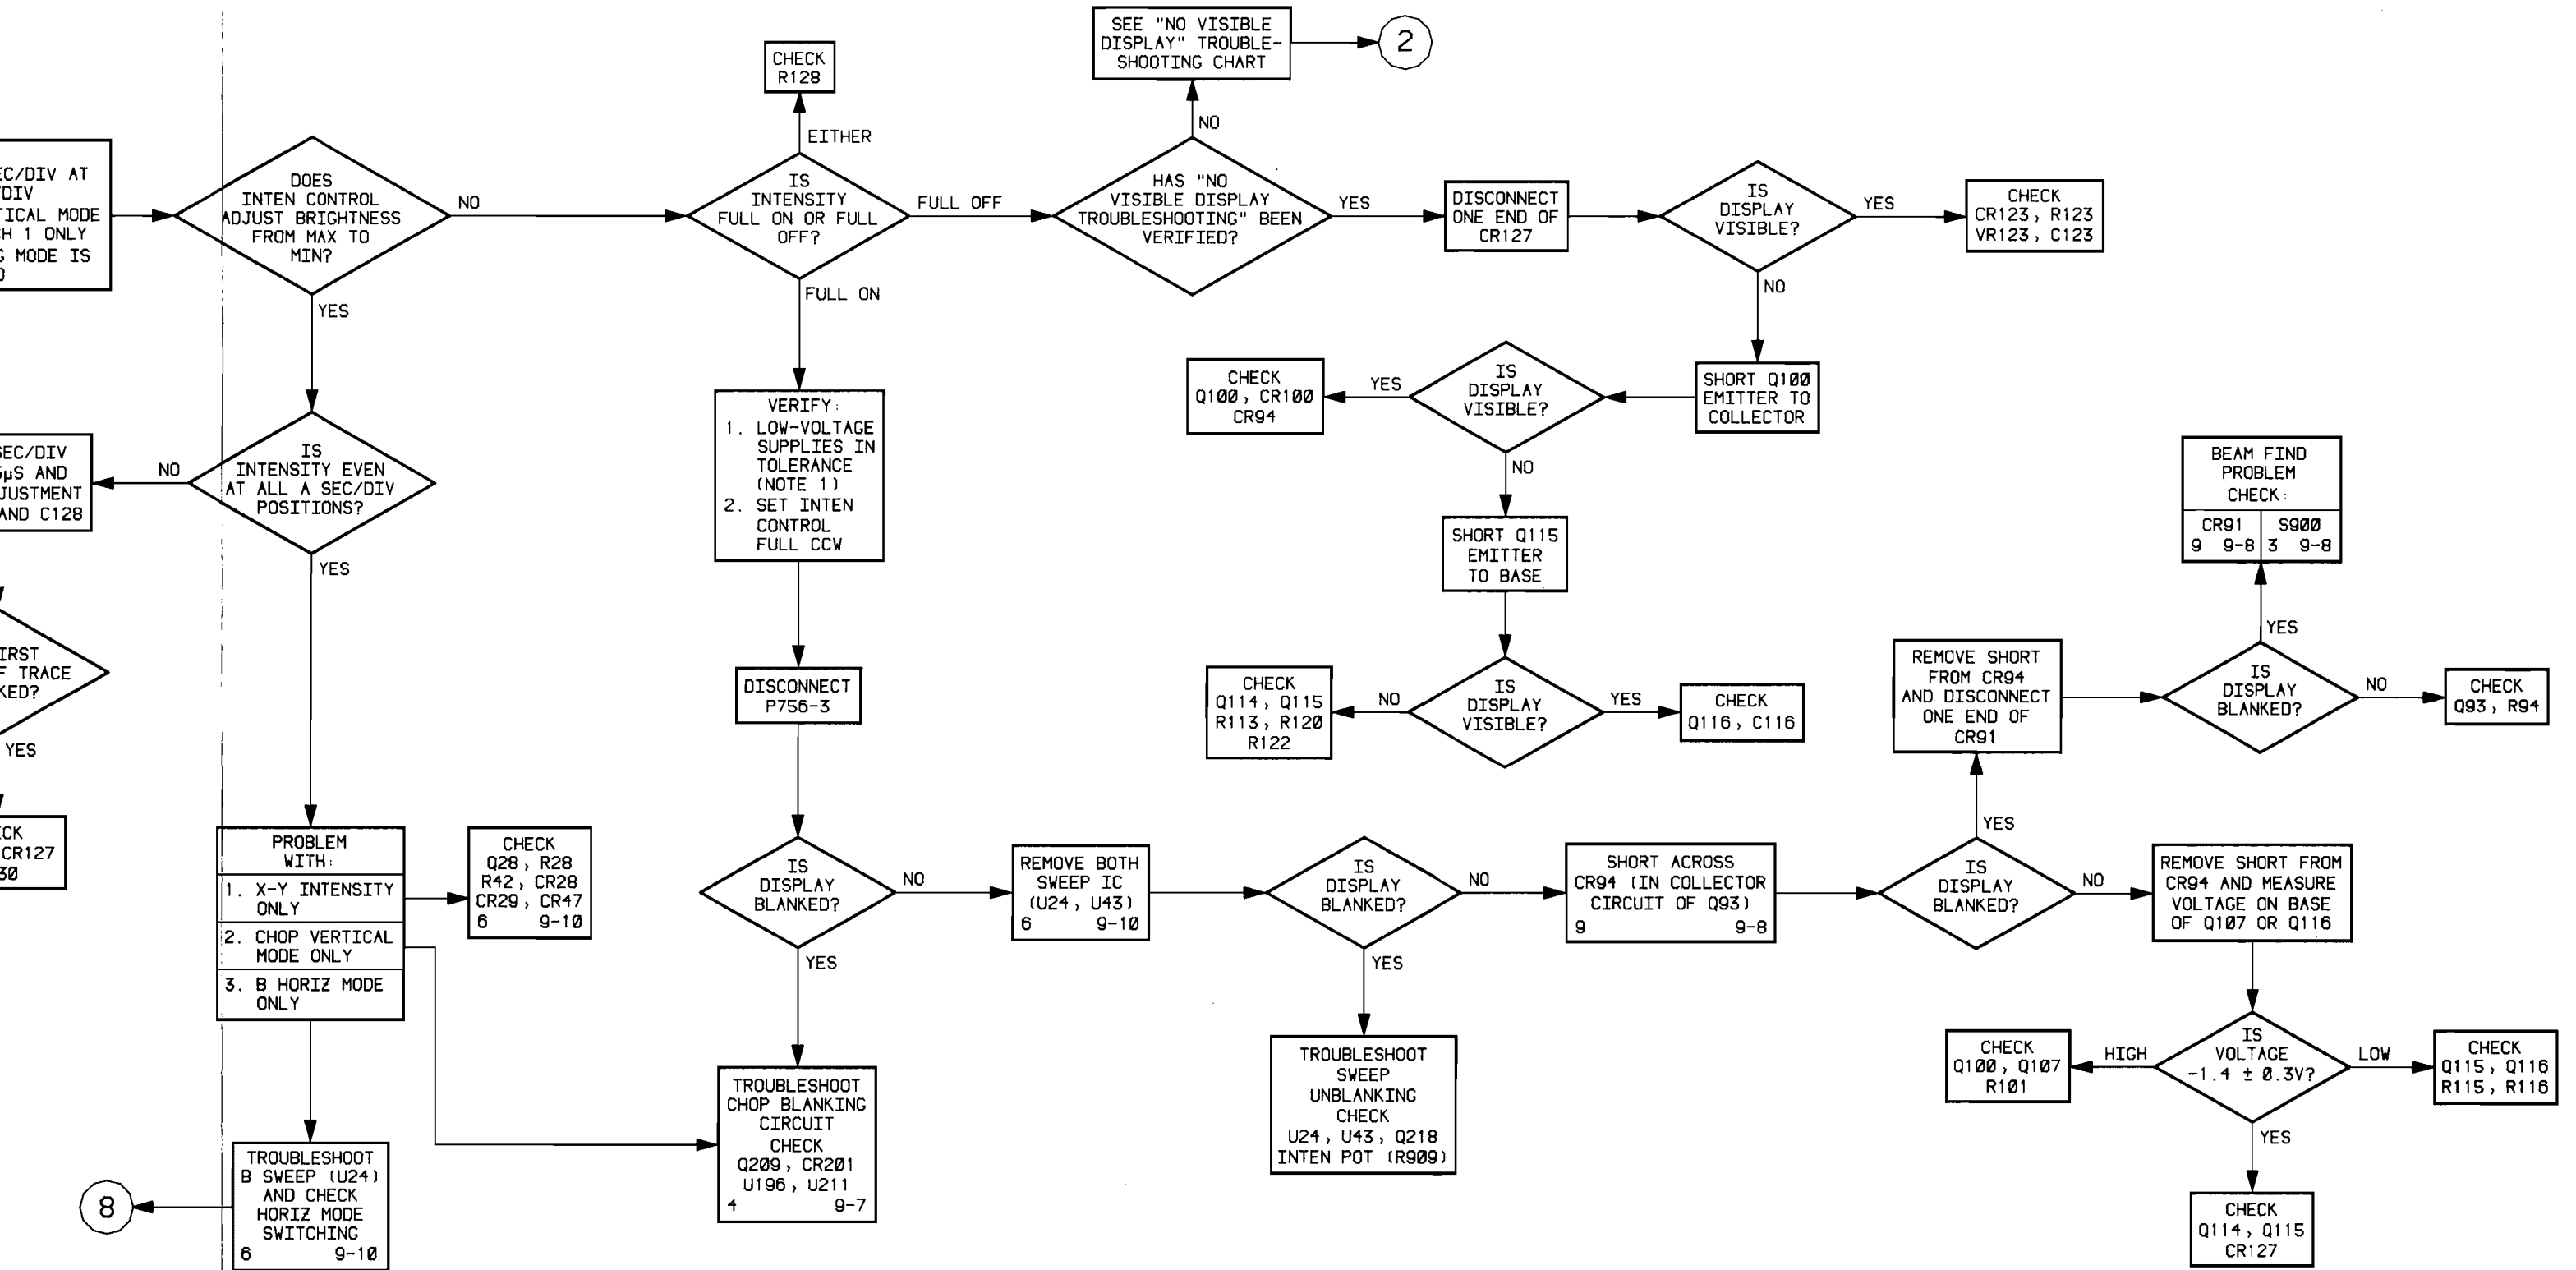 SEE "NO VISIBLE
DISPLAY" TROUBLE-
SHOOTING CHART
2
CHECK
R128
NO
EITHER
EC/DIV AT
/DIV
TICAL MODE
CH 1 ONLY
G MODE IS
DOES
INTEN CONTROL
ADJUST BRIGHTNESS
FROM MAX TO
MIN?
NO
YES
IS
INTENSITY
FULL ON OR FULL
OFF?
FULL OFF
FULL ON
HAS "NO
VISIBLE DISPLAY
TROUBLESHOOTING" BEEN
VERIFIED?
YES
DISCONNECT
ONE END OF
CR127
IS
DISPLAY
VISIBLE?
YES
NO
CHECK
CR123, R123
VR123, C123
SHORT Q100
EMITTER TO
COLLECTOR
IS
DISPLAY
VISIBLE?
YES
NO
CHECK
Q100, CR100
CR94
VERIFY:
1. LOW-VOLTAGE
SUPPLIES IN
TOLERANCE
(NOTE 1)
2. SET INTEN
CONTROL
FULL CCW
SEC/DIV
5µS AND
JUSTMENT
AND C128
NO
IS
INTENSITY EVEN
AT ALL A SEC/DIV
POSITIONS?
YES
SHORT Q115
EMITTER
TO BASE
BEAM FIND
PROBLEM
CHECK:
CR91 S900
9 9-8 3 9-8
YES
IRST
F TRACE
KED?
YES
DISCONNECT
P756-3
CHECK
Q114, Q115
R113, R120
R122
NO
IS
DISPLAY
VISIBLE?
YES
CHECK
Q116, C116
REMOVE SHORT
FROM CR94
AND DISCONNECT
ONE END OF
CR91
IS
DISPLAY
BLANKED?
NO
CHECK
Q93, R94
YES
CK
CR127
30
PROBLEM
WITH:
1. X-Y INTENSITY
ONLY
2. CHOP VERTICAL
MODE ONLY
3. B HORIZ MODE
ONLY
CHECK
Q28, R28
R42, CR28
CR29, CR47
6 9-10
IS
DISPLAY
BLANKED?
NO
YES
REMOVE BOTH
SWEEP IC
(U24, U43)
6 9-10
IS
DISPLAY
BLANKED?
NO
YES
SHORT ACROSS
CR94 (IN COLLECTOR
CIRCUIT OF Q93)
9 9-8
IS
DISPLAY
BLANKED?
NO
REMOVE SHORT FROM
CR94 AND MEASURE
VOLTAGE ON BASE
OF Q107 OR Q116
TROUBLESHOOT
B SWEEP (U24)
AND CHECK
HORIZ MODE
SWITCHING
6 9-10
8
TROUBLESHOOT
CHOP BLANKING
CIRCUIT
CHECK
Q209, CR201
U196, U211
4 9-7
TROUBLESHOOT
SWEEP
UNBLANKING
CHECK
U24, U43, Q218
INTEN POT (R909)
CHECK
Q100, Q107
R101
HIGH
IS
VOLTAGE
-1.4 ± 0.3V?
LOW
CHECK
Q115, Q116
R115, R116
YES
CHECK
Q114, Q115
CR127